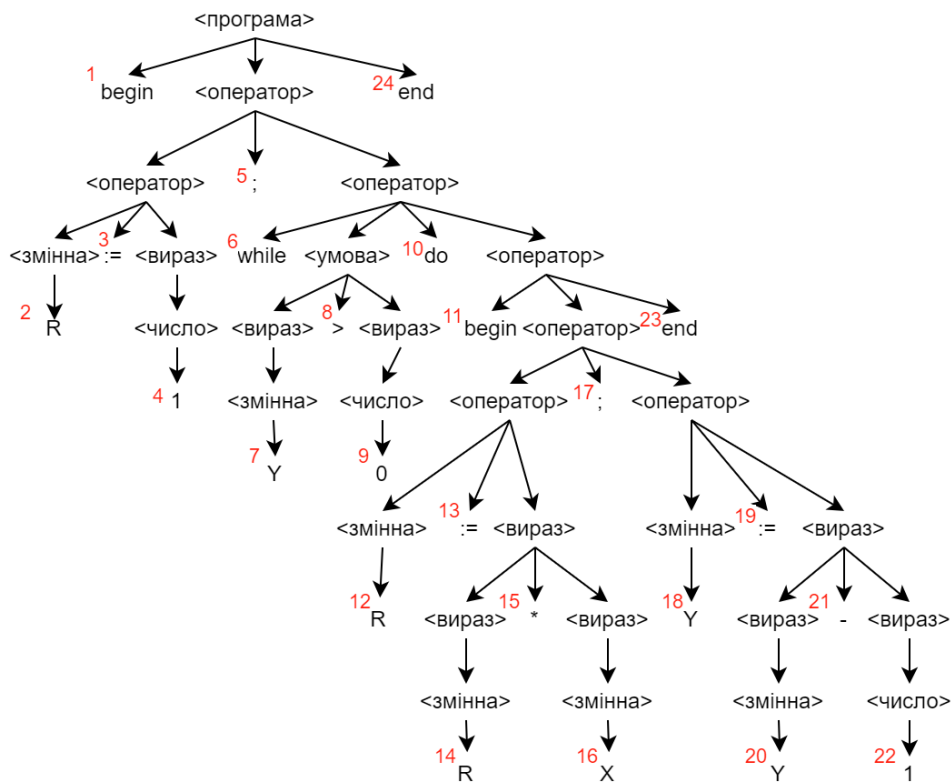 <програма>
1 begin <оператор> 24 end
<оператор> 5 ; <оператор>
<змінна> 3 := <вираз> 6 while <умова> 10 do <оператор>
2 R <число> <вираз> 8 > <вираз> 11 begin <оператор> 23 end
4 1 <змінна> <число> <оператор> 17 ; <оператор>
7 Y 9 0
<змінна> 13 := <вираз> <змінна> 19 := <вираз>
12 R <вираз> 15 * <вираз> 18 Y <вираз> 21 - <вираз>
<змінна> <змінна> <змінна> <число>
14 R 16 X 20 Y 22 1